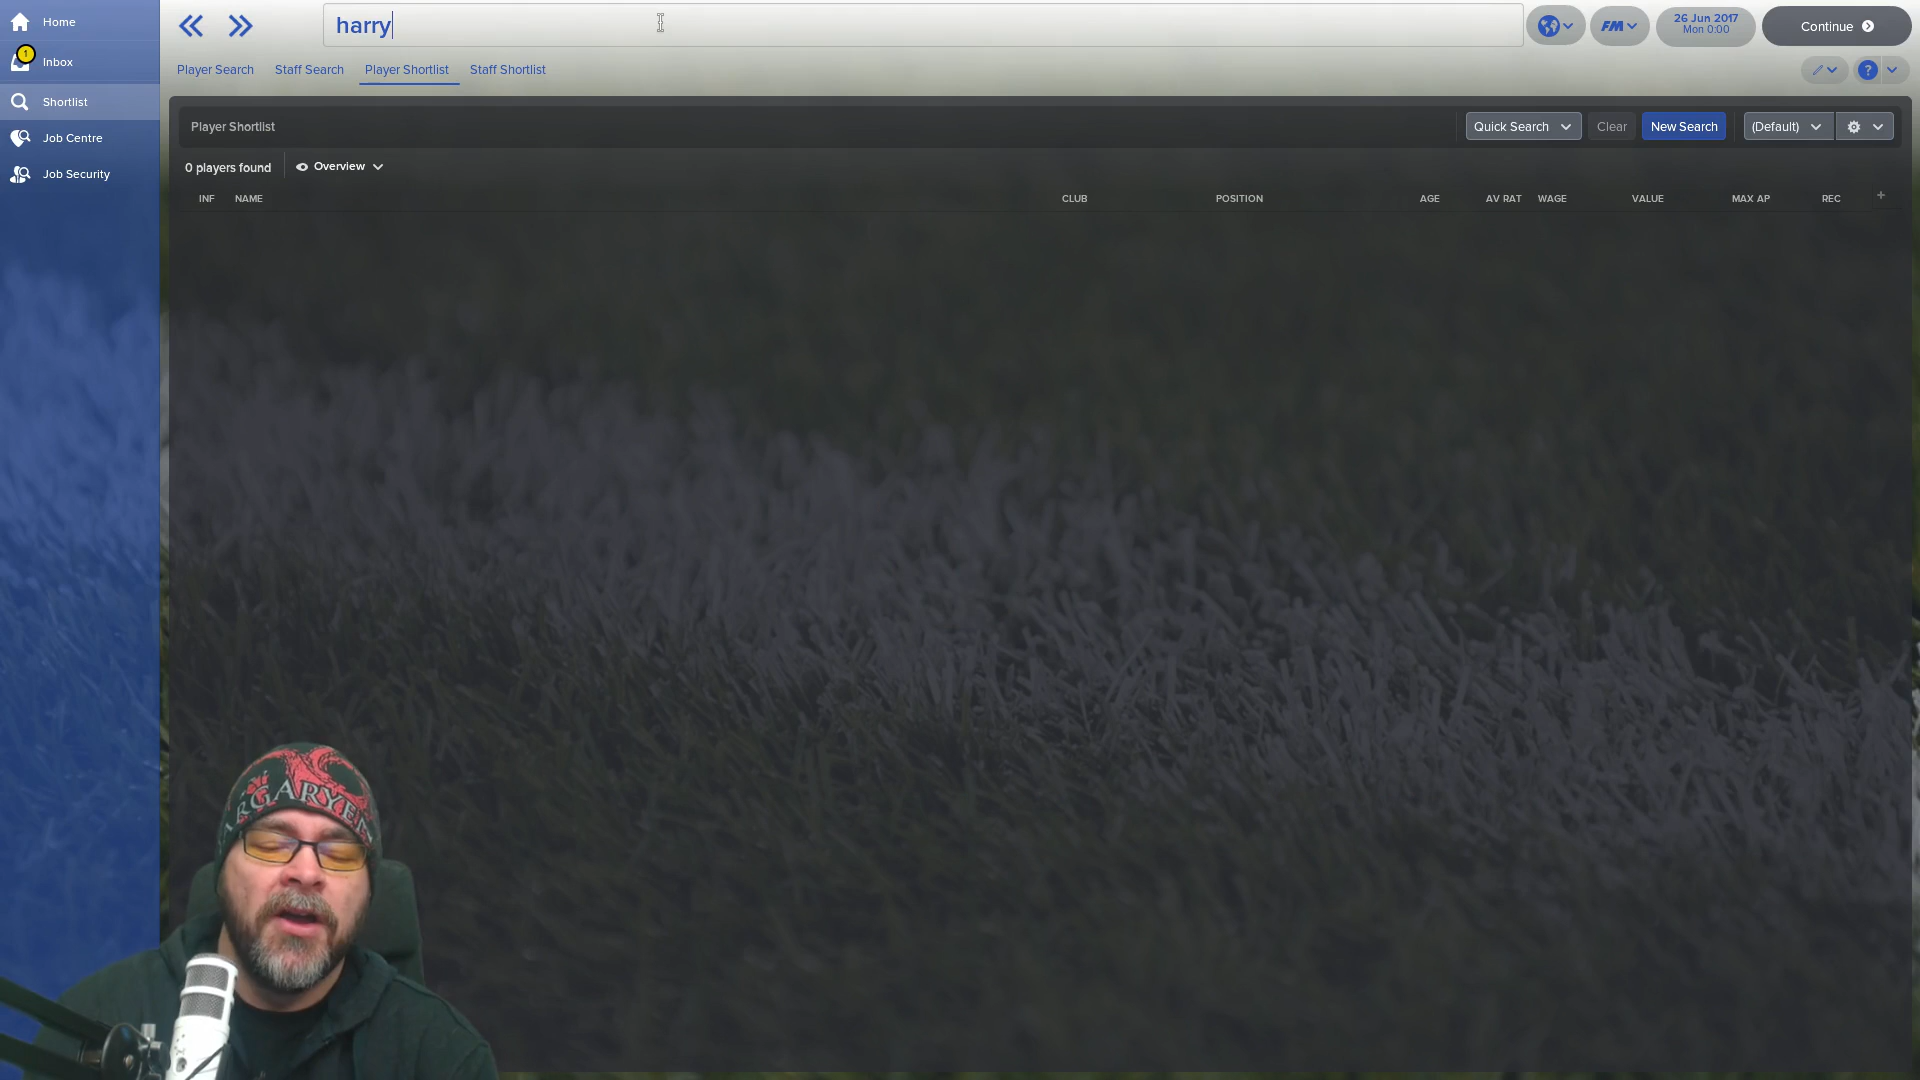 Home
harry
FM
26 Jun 2017
Mon 0:00
Continue
1
Inbox
Player Search
Staff Search
Player Shortlist
Staff Shortlist
?
Shortlist
Player Shortlist
Quick Search
Clear
New Search
(Default)
Job Centre
0 players found
Overview
Job Security
INF
NAME
CLUB
POSITION
AGE
AV RAT
WAGE
VALUE
MAX AP
REC
+